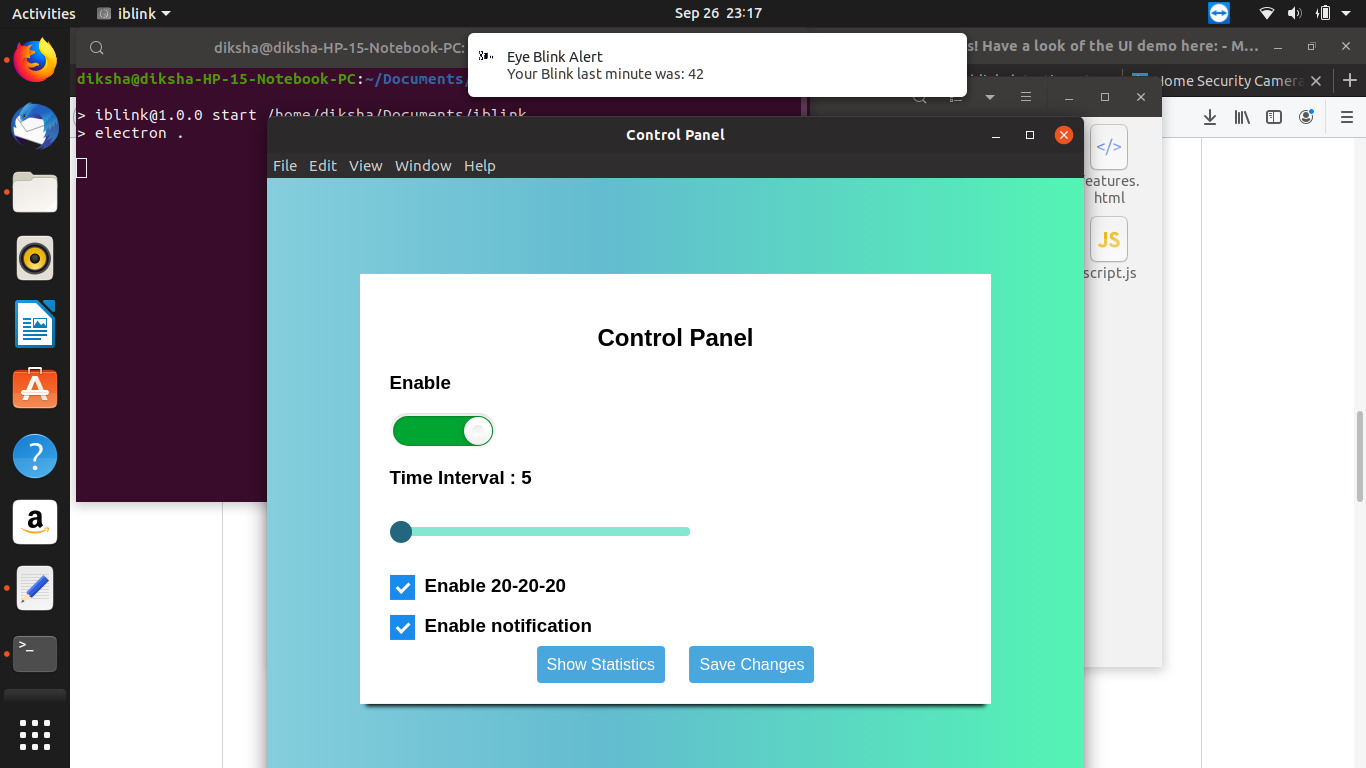 Activities
iblink
Sep 26 23:17
diksha@diksha-HP-15-Notebook-PC:
s! Have a look of the UI demo here: - M…
Eye Blink Alert
Your Blink last minute was: 42
diksha@diksha-HP-15-Notebook-PC:~/Documents/
Home Security Camera
> iblink@1.0.0 start /home/diksha/Documents/iblink
> electron .
Control Panel
File Edit View Window Help
</>
eatures.
html
JS
script.js
Control Panel
Enable
Time Interval : 5
Enable 20-20-20
Enable notification
Show Statistics
Save Changes